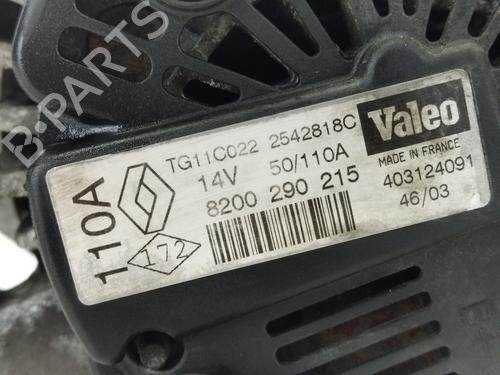 B-PARTS
110A
172
TG11C022 2542818C
14V 50/110A
8200 290 215
Valeo
MADE IN FRANCE
403124091
46/03